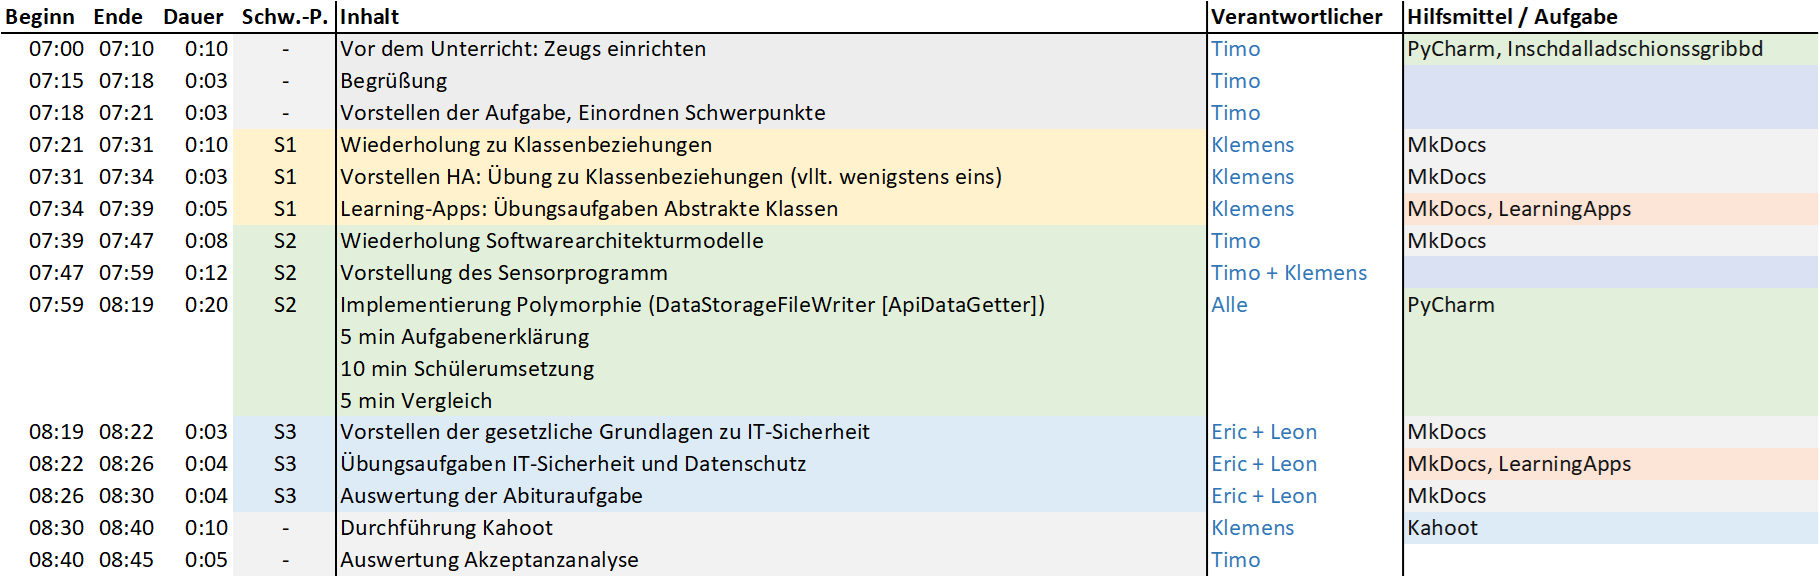 Beginn Ende Dauer Schw.-P. Inhalt Verantwortlicher Hilfsmittel / Aufgabe
07:00 07:10 0:10 - Vor dem Unterricht: Zeugs einrichten Timo PyCharm, Inschdalladschionssgribbd
07:15 07:18 0:03 - Begrüßung Timo
07:18 07:21 0:03 - Vorstellen der Aufgabe, Einordnen Schwerpunkte Timo
07:21 07:31 0:10 S1 Wiederholung zu Klassenbeziehungen Klemens MkDocs
07:31 07:34 0:03 S1 Vorstellen HA: Übung zu Klassenbeziehungen (vllt. wenigstens eins) Klemens MkDocs
07:34 07:39 0:05 S1 Learning-Apps: Übungsaufgaben Abstrakte Klassen Klemens MkDocs, LearningApps
07:39 07:47 0:08 S2 Wiederholung Softwarearchitekturmodelle Timo MkDocs
07:47 07:59 0:12 S2 Vorstellung des Sensorprogramm Timo + Klemens
07:59 08:19 0:20 S2 Implementierung Polymorphie (DataStorageFileWriter [ApiDataGetter]) Alle PyCharm
5 min Aufgabenerklärung
10 min Schülerumsetzung
5 min Vergleich
08:19 08:22 0:03 S3 Vorstellen der gesetzliche Grundlagen zu IT-Sicherheit Eric + Leon MkDocs
08:22 08:26 0:04 S3 Übungsaufgaben IT-Sicherheit und Datenschutz Eric + Leon MkDocs, LearningApps
08:26 08:30 0:04 S3 Auswertung der Abituraufgabe Eric + Leon MkDocs
08:30 08:40 0:10 - Durchführung Kahoot Klemens Kahoot
08:40 08:45 0:05 - Auswertung Akzeptanzanalyse Timo